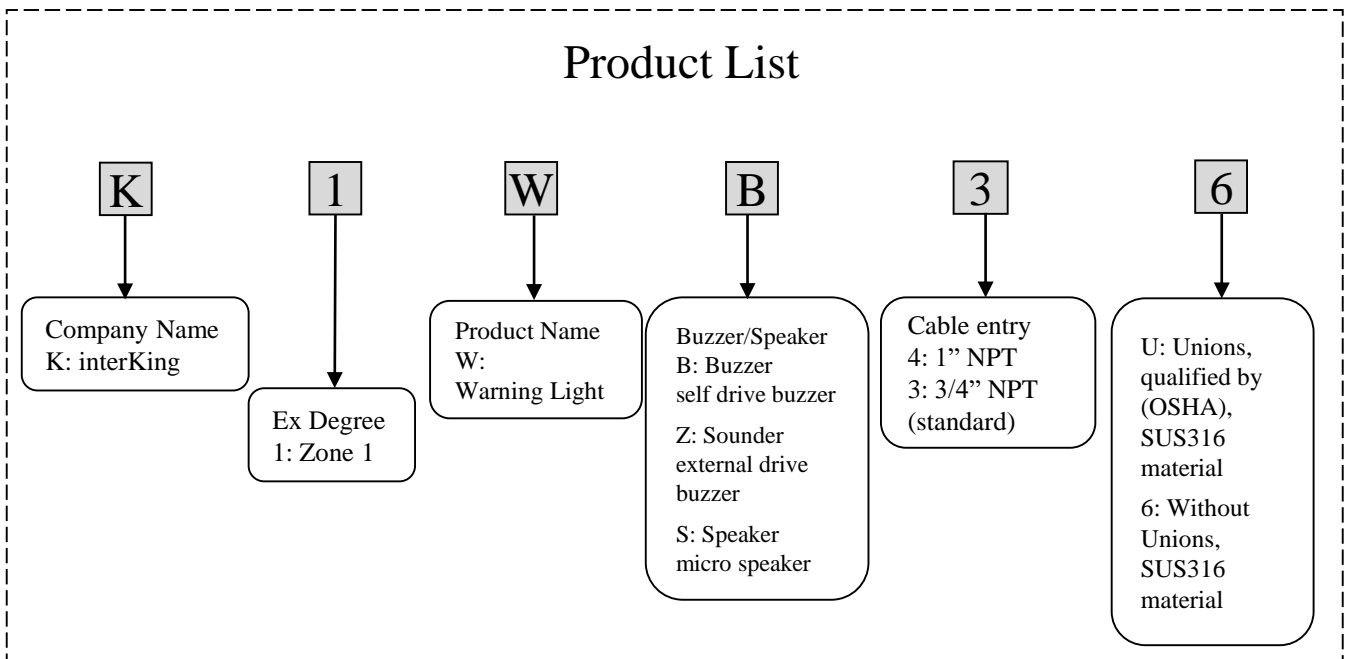 Product List
K
1
W
B
3
6
Company Name
K: interKing
Ex Degree
1: Zone 1
Product Name
W:
Warning Light
Buzzer/Speaker
B: Buzzer
self drive buzzer
Z: Sounder
external drive
buzzer
S: Speaker
micro speaker
Cable entry
4: 1” NPT
3: 3/4” NPT
(standard)
U: Unions,
qualified by
(OSHA),
SUS316
material
6: Without
Unions,
SUS316
material